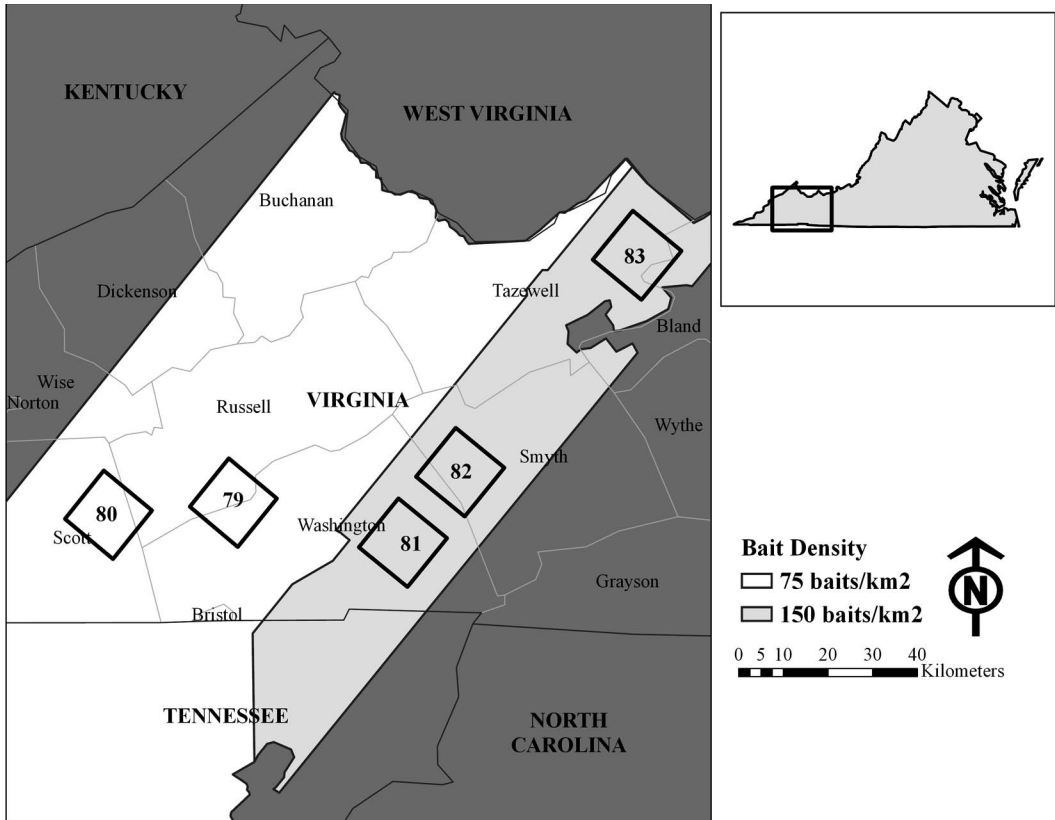 KENTUCKY
WEST VIRGINIA
Buchanan
83
Dickenson
Tazewell
Bland
Wise
Norton
Russell
VIRGINIA
Wythe
Smyth
82
79
80
Scott
Washington
81
Grayson
Bristol
TENNESSEE
NORTH
CAROLINA
Bait Density
75 baits/km2
150 baits/km2
N
0 5 10 20 30 40
Kilometers